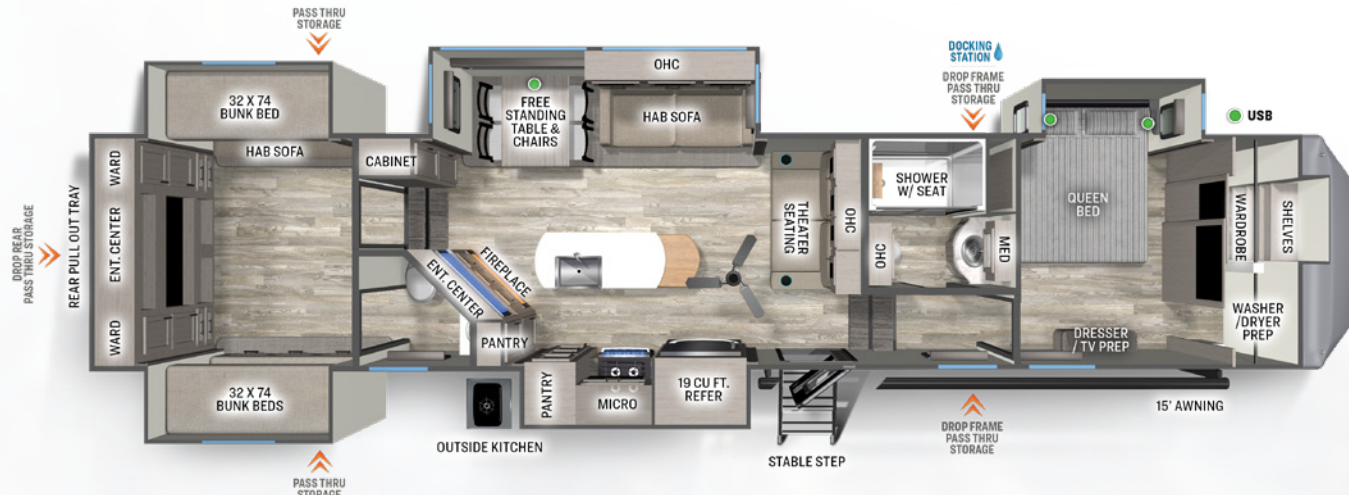 PASS THRU
STORAGE
32 X 74
BUNK BED
HAB SOFA
WARD
ENT. CENTER
WARD
REAR PULL OUT TRAY
DROP REAR
PASS THRU STORAGE
32 X 74
BUNK BEDS
PASS THRU
STORAGE
CABINET
FREE
STANDING
TABLE &
CHAIRS
OHC
HAB SOFA
FIREPLACE
ENT. CENTER
PANTRY
OUTSIDE KITCHEN
PANTRY
MICRO
19 CU FT.
REFER
THEATER
SEATING
OHC
STABLE STEP
DOCKING
STATION
DROP FRAME
PASS THRU
STORAGE
SHOWER
W/ SEAT
OHC
MED
QUEEN
BED
USB
WARDROBE
SHELVES
WASHER
/DRYER
PREP
DRESSER
/ TV PREP
15' AWNING
DROP FRAME
PASS THRU
STORAGE